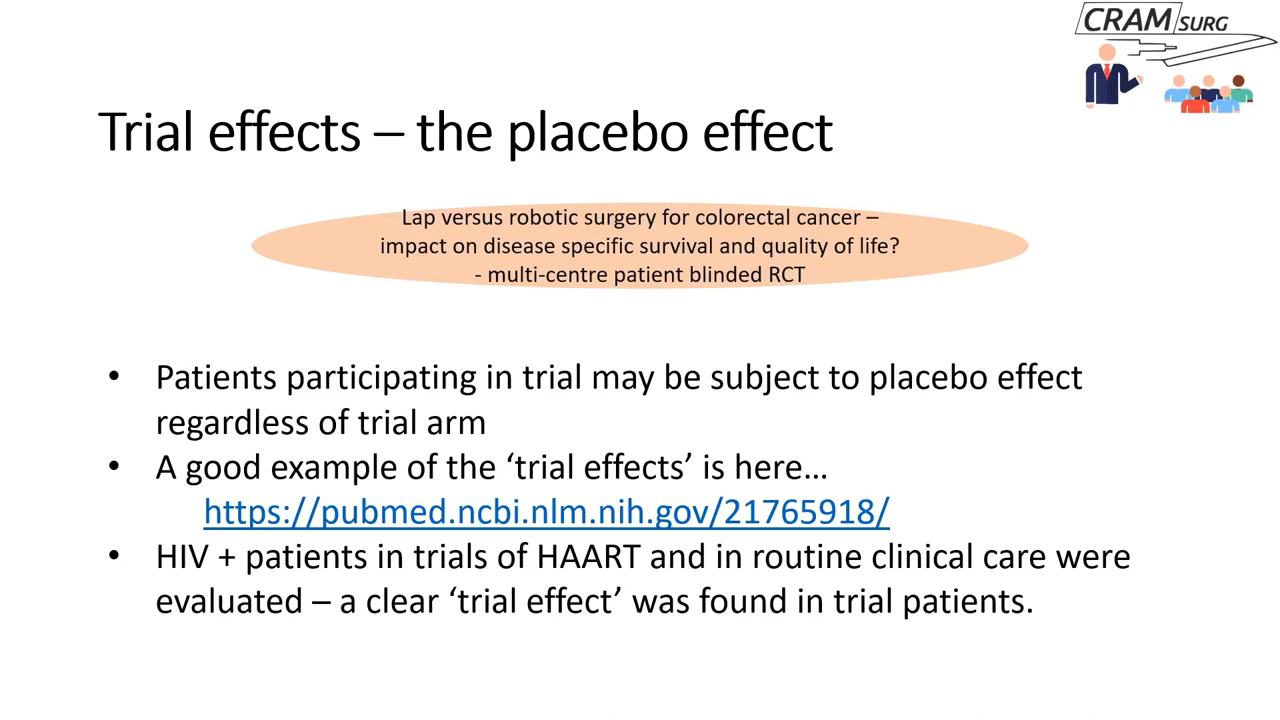 CRAM SURG
Trial effects – the placebo effect
Lap versus robotic surgery for colorectal cancer –
impact on disease specific survival and quality of life?
- multi-centre patient blinded RCT
• Patients participating in trial may be subject to placebo effect
regardless of trial arm
• A good example of the ‘trial effects’ is here…
https://pubmed.ncbi.nlm.nih.gov/21765918/
• HIV + patients in trials of HAART and in routine clinical care were
evaluated – a clear ‘trial effect’ was found in trial patients.